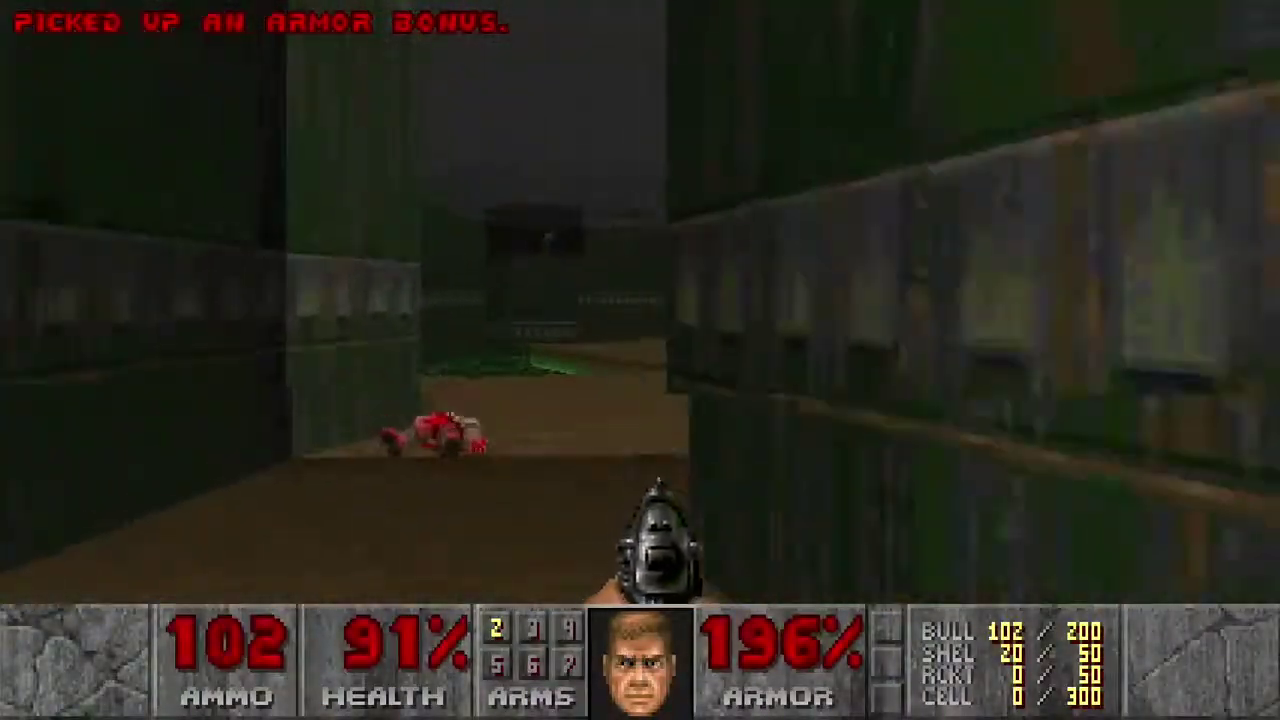 PICKED UP AN ARMOR BONUS.
102 91% 2 3 4 196%
5 6 7
AMMO HEALTH ARMS ARMOR
BULL 102 / 200
SHEL 20 / 50
RCKT 0 / 50
CELL 0 / 300